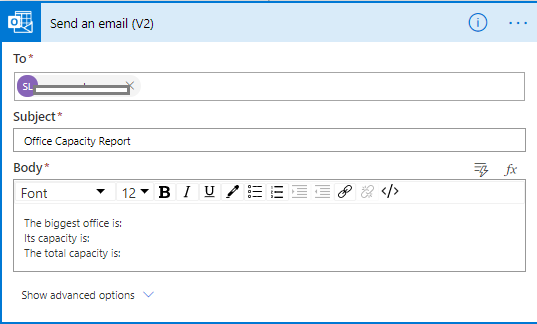 Send an email (V2)
To*
SL
Subject*
Office Capacity Report
Body*
fx
Font 12 B I U </>
The biggest office is:
Its capacity is:
The total capacity is:
Show advanced options